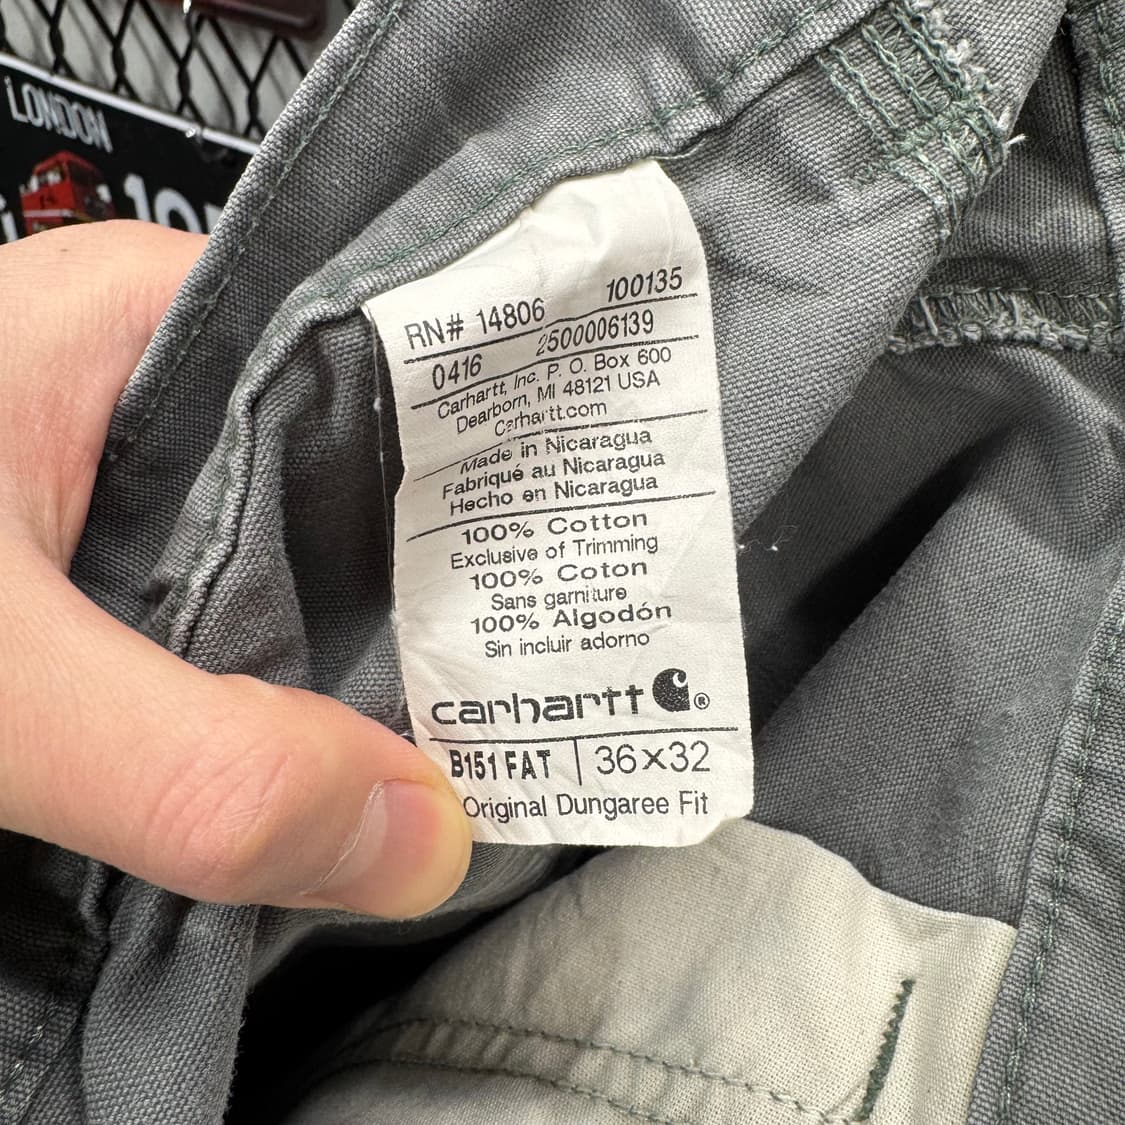 LONDON
RN# 14806 100135
0416 2500006139
Carhartt, Inc. P. O. Box 600
Dearborn, MI 48121 USA
Carhartt.com
Made in Nicaragua
Fabriqué au Nicaragua
Hecho en Nicaragua
100% Cotton
Exclusive of Trimming
100% Coton
Sans garniture
100% Algodón
Sin incluir adorno
carhartt ®
B151 FAT | 36x32
Original Dungaree Fit